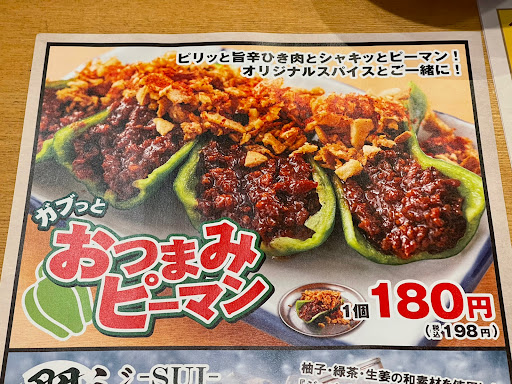 ピリッと旨辛ひき肉とシャキッとピーマン！
オリジナルスパイスとご一緒に！
ガブっと
おつまみ
ピーマン
1個 180円
(税込198円)
-SUI-
柚子・緑茶・生姜の和素材を使用